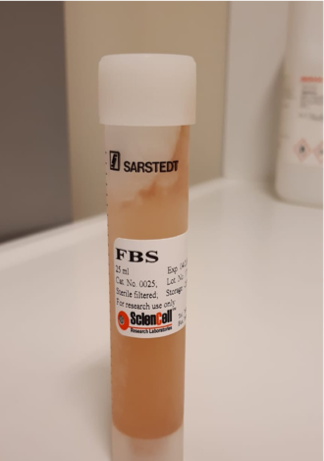 SARSTEDT
FBS
25 ml Exp.
Cat. No. 0025, Lot No.
Sterile filtered; Storage
For research use only
ScienCell™
Research Laboratories